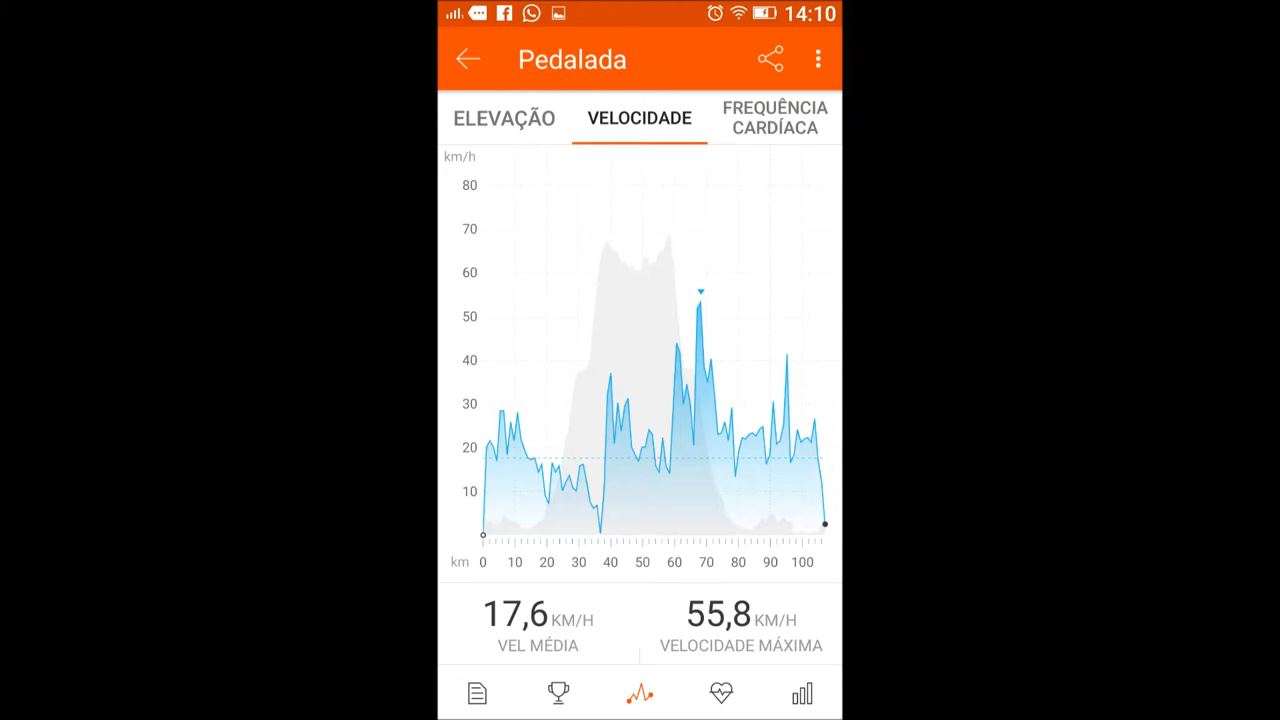 14:10
Pedalada
ELEVAÇÃO
VELOCIDADE
FREQUÊNCIA
CARDÍACA
km/h
80
70
60
50
40
30
20
10
km 0 10 20 30 40 50 60 70 80 90 100
17,6 KM/H
VEL MÉDIA
55,8 KM/H
VELOCIDADE MÁXIMA